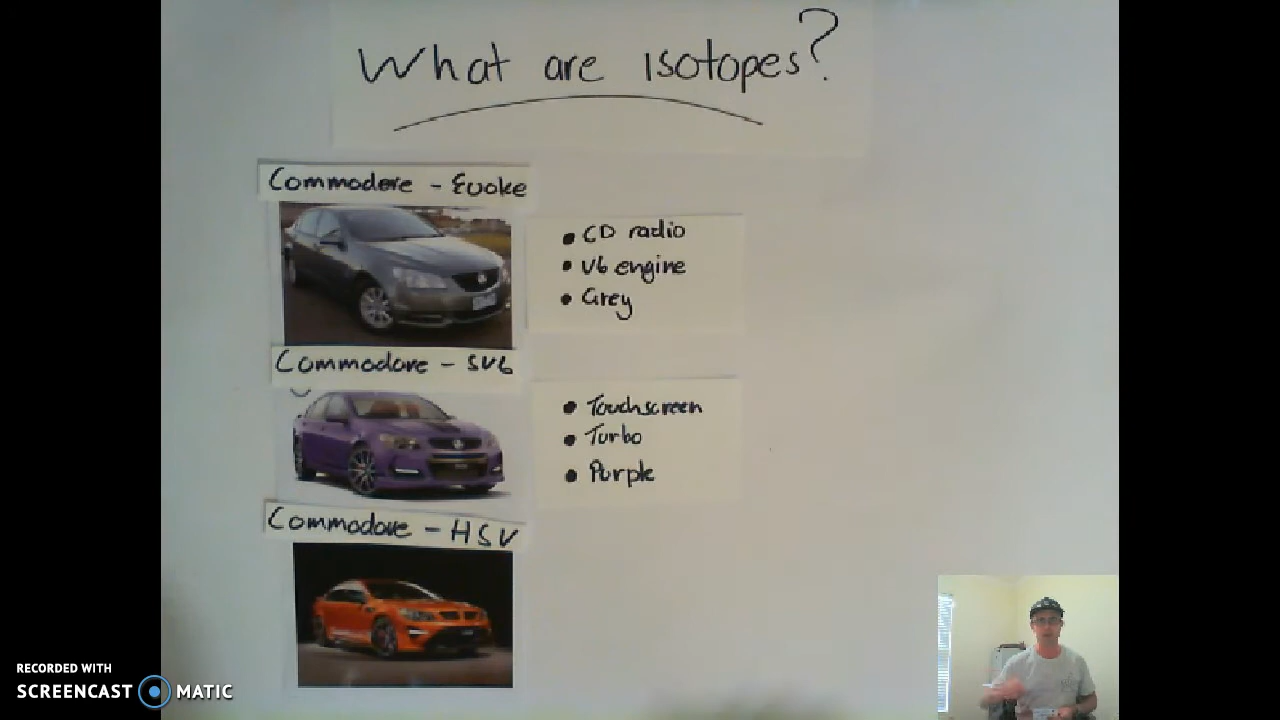 What are isotopes?
Commodore - Evoke
• CD radio
• V6 engine
• Grey
Commodore - SV6
• Touchscreen
• Turbo
• Purple
Commodore - HSV
RECORDED WITH
SCREENCAST MATIC